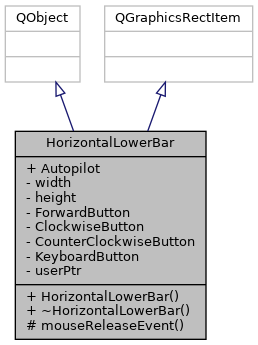 QObject
QGraphicsRectItem
HorizontalLowerBar
+ Autopilot
- width
- height
- ForwardButton
- ClockwiseButton
- CounterClockwiseButton
- KeyboardButton
- userPtr
+ HorizontalLowerBar()
+ ~HorizontalLowerBar()
# mouseReleaseEvent()